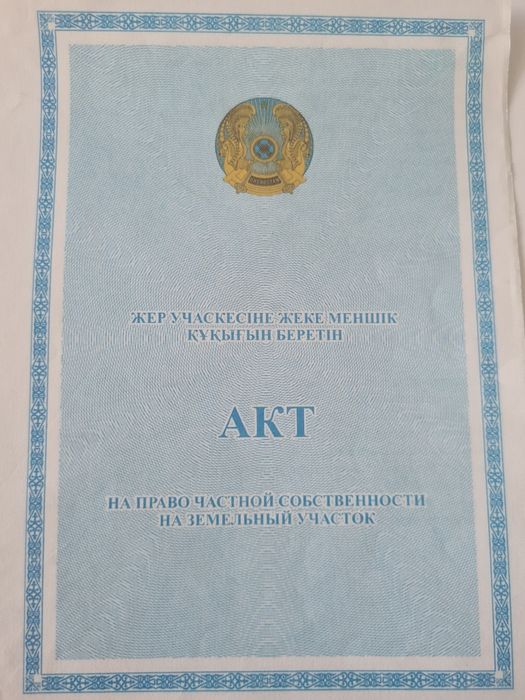 ЖЕР УЧАСКЕСІНЕ ЖЕКЕ МЕНШІК
ҚҰҚЫҒЫН БЕРЕТІН
АКТ
НА ПРАВО ЧАСТНОЙ СОБСТВЕННОСТИ
НА ЗЕМЕЛЬНЫЙ УЧАСТОК